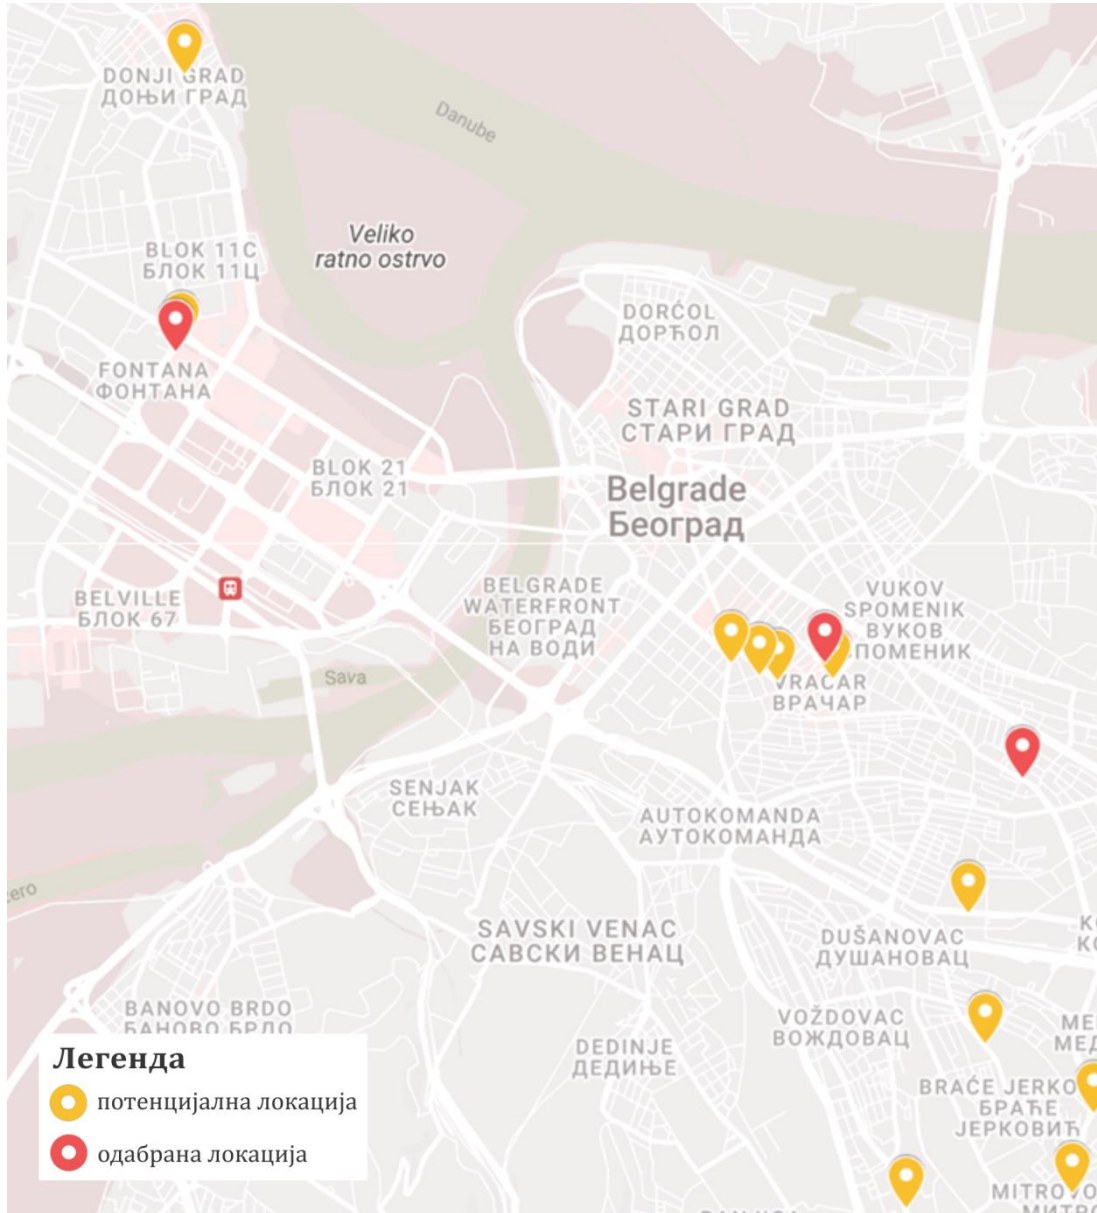 DONJI GRAD
ДОЊИ ГРАД
Danube
Veliko
ratno ostrvo
BLOK 11C
БЛОК 11Ц
DORĆOL
ДОРЋОЛ
FONTANA
ФОНТАНА
STARI GRAD
СТАРИ ГРАД
BLOK 21
БЛОК 21
Belgrade
Београд
BELVILLE
БЛОК 67
BELGRADE
WATERFRONT
БЕОГРАД
НА ВОДИ
VUKOV
SPOMENIK
ВУКОВ
СПОМЕНИК
Sava
VRAČAR
ВРАЧАР
SENJAK
СЕЊАК
AUTOKOMANDA
АУТОКОМАНДА
SAVSKI VENAC
САВСКИ ВЕНАЦ
DUŠANOVAC
ДУШАНОВАЦ
BANOVO BRDO
БАНОВО БРДО
VOŽDOVAC
ВОЖДОВАЦ
DEDINJE
ДЕДИЊЕ
BRAĆE JERKO
БРАЋЕ
ЈЕРКОВИЋ
Легенда
потенцијална локација
одабрана локација